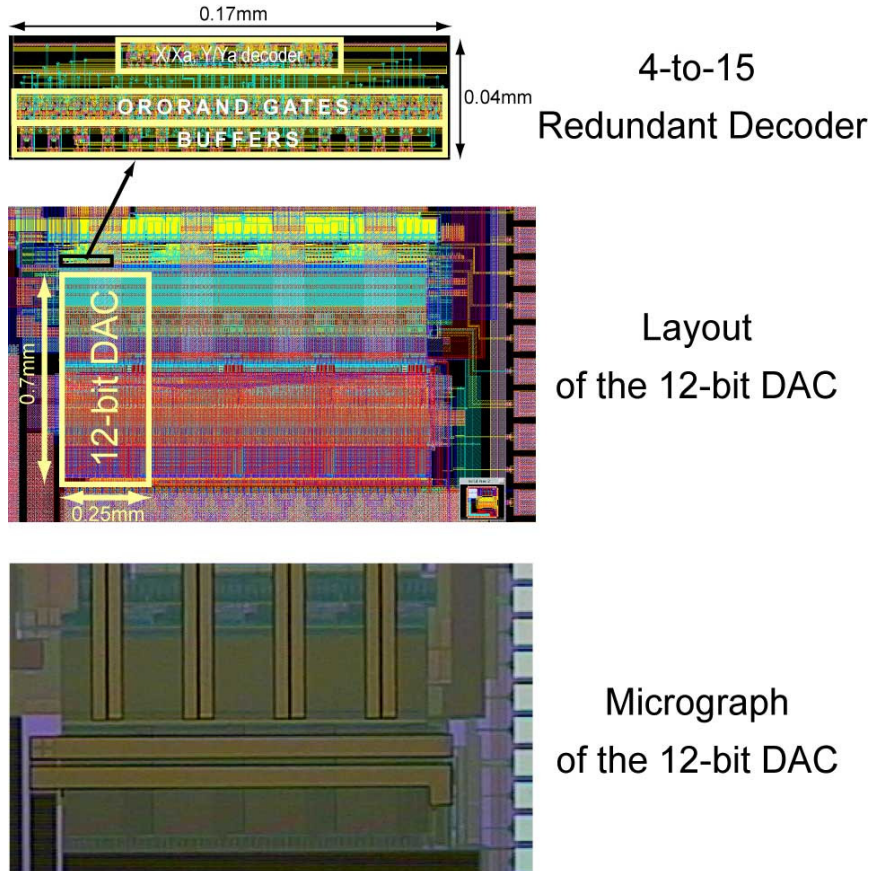 0.17mm
X/Xa, Y/Ya decoder
0.04mm
ORORAND GATES
BUFFERS
4-to-15
Redundant Decoder
12-bit DAC
0.7mm
0.25mm
Layout
of the 12-bit DAC
Micrograph
of the 12-bit DAC